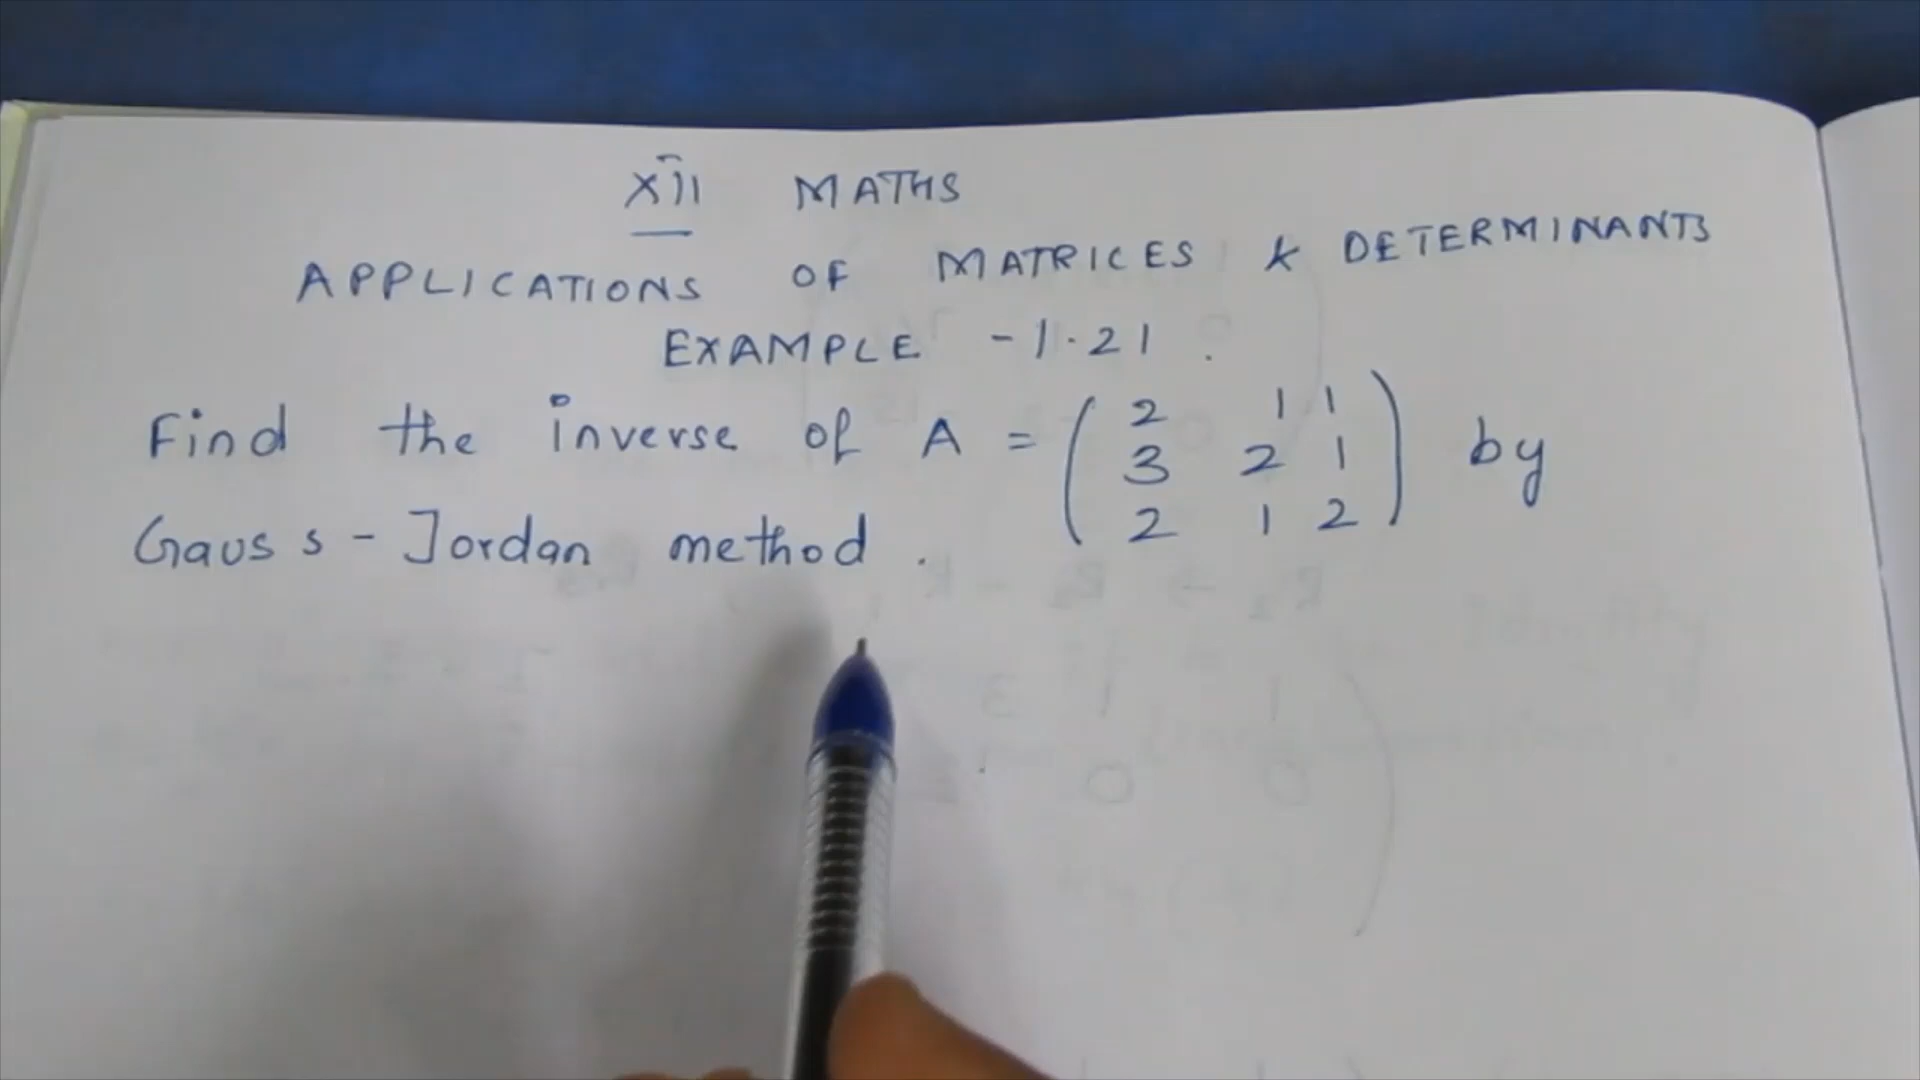 XII MATHS
APPLICATIONS OF MATRICES & DETERMINANTS
EXAMPLE - 1.21.
Find the inverse of A = ( 2 1 1
3 2 1
2 1 2 ) by
Gauss - Jordan method.